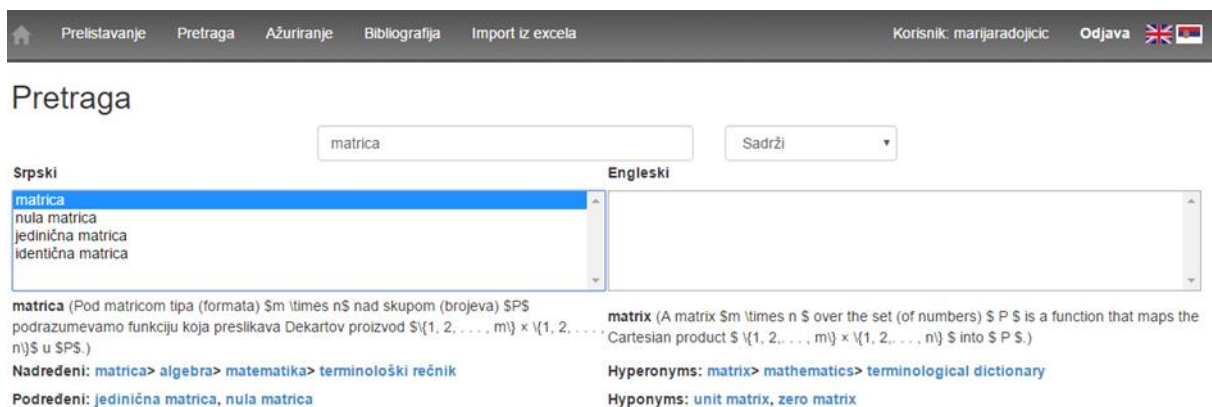 Prelistavanje Pretraga Ažuriranje Bibliografija Import iz excela Korisnik: marijaradojicic Odjava
Pretraga
matrica Sadrži
Srpski Engleski
matrica
nula matrica
jedinična matrica
identična matrica
matrica (Pod matricom tipa (formata) $m \times n$ nad skupom (brojeva) $P$
podrazumevamo funkciju koja preslikava Dekartov proizvod $\{1, 2, . . . , m\} × \{1, 2, . . . ,
n\}$ u $P$.)
Nadređeni: matrica> algebra> matematika> terminološki rečnik
Podređeni: jedinična matrica, nula matrica
matrix (A matrix $m \times n $ over the set (of numbers) $ P $ is a function that maps the
Cartesian product $ \{1, 2,. . . , m\} × \{1, 2,. . . , n\} $ into $ P $.)
Hyperonyms: matrix> mathematics> terminological dictionary
Hyponyms: unit matrix, zero matrix